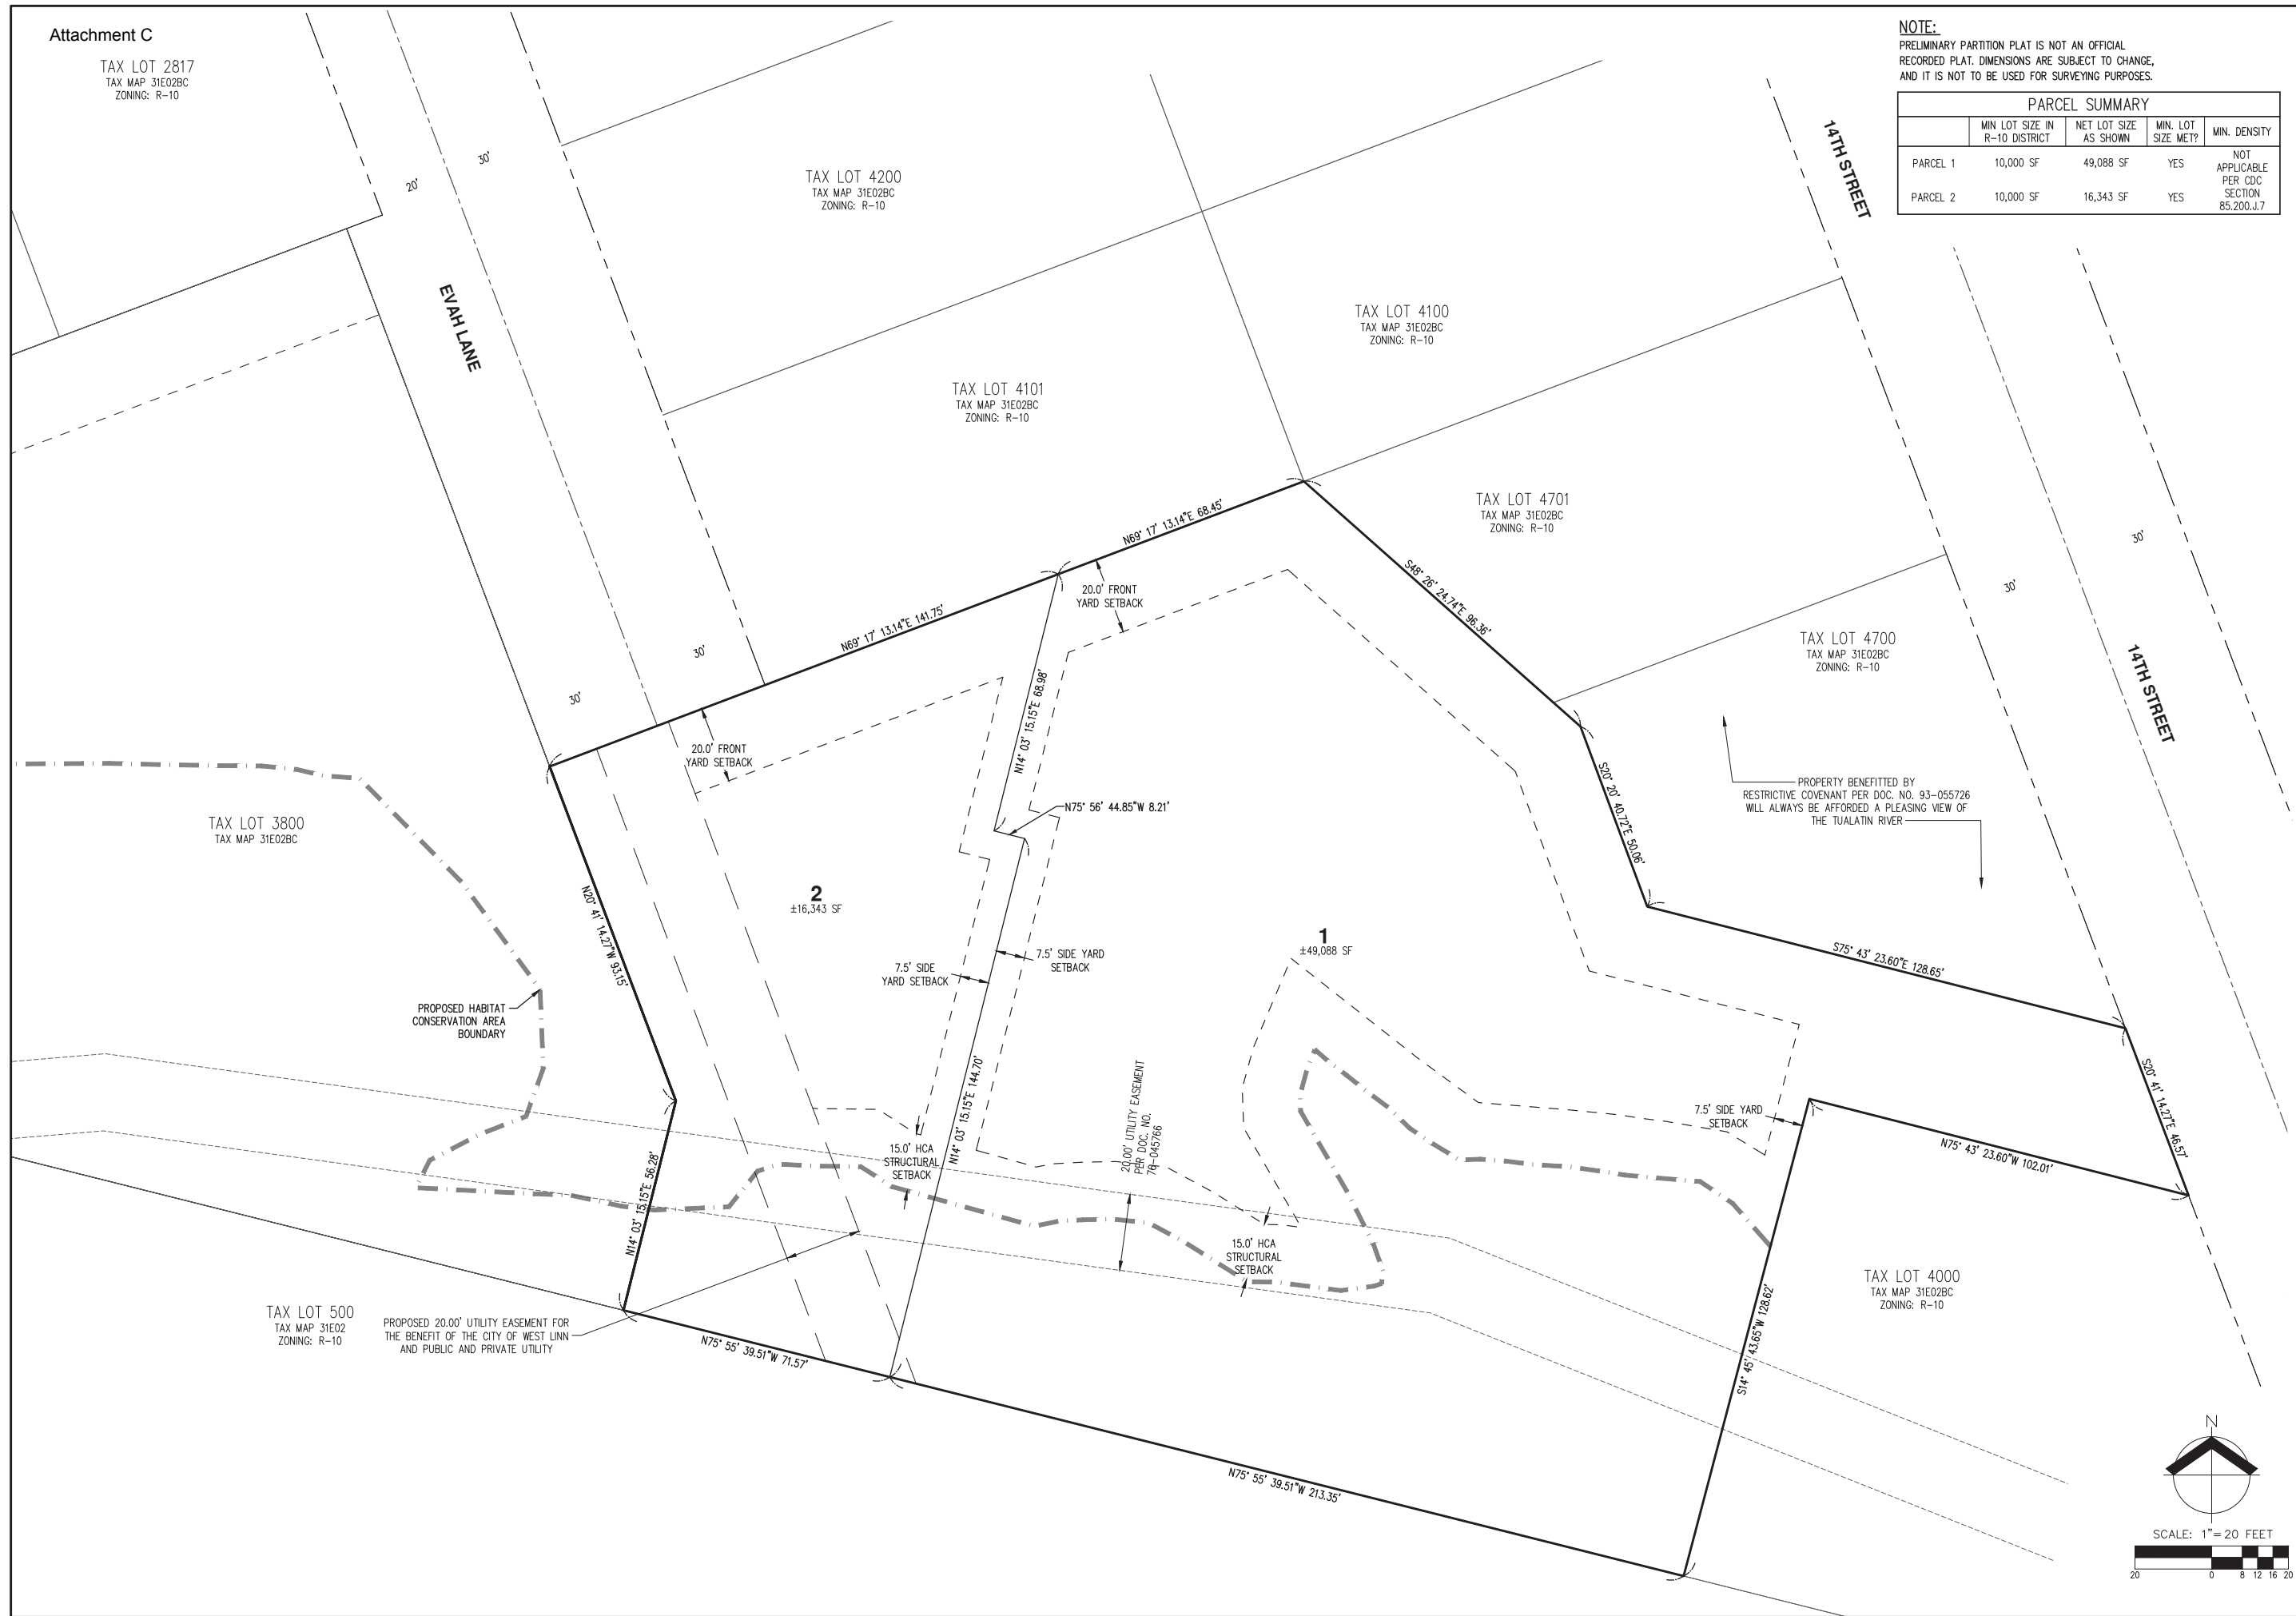 Attachment C
TAX LOT 2817
TAX MAP 31E02BC
ZONING: R-10
NOTE:
PRELIMINARY PARTITION PLAT IS NOT AN OFFICIAL
RECORDED PLAT. DIMENSIONS ARE SUBJECT TO CHANGE,
AND IT IS NOT TO BE USED FOR SURVEYING PURPOSES.
PARCEL SUMMARY
MIN LOT SIZE IN
R-10 DISTRICT
NET LOT SIZE
AS SHOWN
MIN. LOT
SIZE MET?
MIN. DENSITY
PARCEL 1
10,000 SF
49,088 SF
YES
PARCEL 2
10,000 SF
16,343 SF
YES
NOT
APPLICABLE
PER CDC
SECTION
85.200.J.7
30'
20'
EVAH LANE
14TH STREET
TAX LOT 4200
TAX MAP 31E02BC
ZONING: R-10
TAX LOT 4100
TAX MAP 31E02BC
ZONING: R-10
TAX LOT 4101
TAX MAP 31E02BC
ZONING: R-10
TAX LOT 4701
TAX MAP 31E02BC
ZONING: R-10
30'
30'
TAX LOT 4700
TAX MAP 31E02BC
ZONING: R-10
14TH STREET
N69° 17' 13.14"E 68.45'
N69° 17' 13.14"E 141.75'
S48° 26' 24.74"E 96.36'
20.0' FRONT
YARD SETBACK
30'
30'
20.0' FRONT
YARD SETBACK
N14° 03' 15.15"E 68.98'
N75° 56' 44.85"W 8.21'
S20° 20' 40.72"E 50.06'
PROPERTY BENEFITTED BY
RESTRICTIVE COVENANT PER DOC. NO. 93-055726
WILL ALWAYS BE AFFORDED A PLEASING VIEW OF
THE TUALATIN RIVER
TAX LOT 3800
TAX MAP 31E02BC
N20° 41' 14.27"W 93.15'
2
±16,343 SF
1
±49,088 SF
7.5' SIDE
YARD SETBACK
7.5' SIDE YARD
SETBACK
S75° 43' 23.60"E 128.65'
PROPOSED HABITAT
CONSERVATION AREA
BOUNDARY
N14° 03' 15.15"E 144.70'
20.00' UTILITY EASEMENT
PER DOC. NO.
76-045766
7.5' SIDE YARD
SETBACK
S20° 41' 14.27"E 46.57'
N75° 43' 23.60"W 102.01'
15.0' HCA
STRUCTURAL
SETBACK
N14° 03' 15.15"E 56.28'
15.0' HCA
STRUCTURAL
SETBACK
TAX LOT 4000
TAX MAP 31E02BC
ZONING: R-10
S14° 45' 43.65"W 128.62'
TAX LOT 500
TAX MAP 31E02
ZONING: R-10
PROPOSED 20.00' UTILITY EASEMENT FOR
THE BENEFIT OF THE CITY OF WEST LINN
AND PUBLIC AND PRIVATE UTILITY
N75° 55' 39.51"W 71.57'
N75° 55' 39.51"W 213.35'
N
SCALE: 1"= 20 FEET
20 0 8 12 16 20